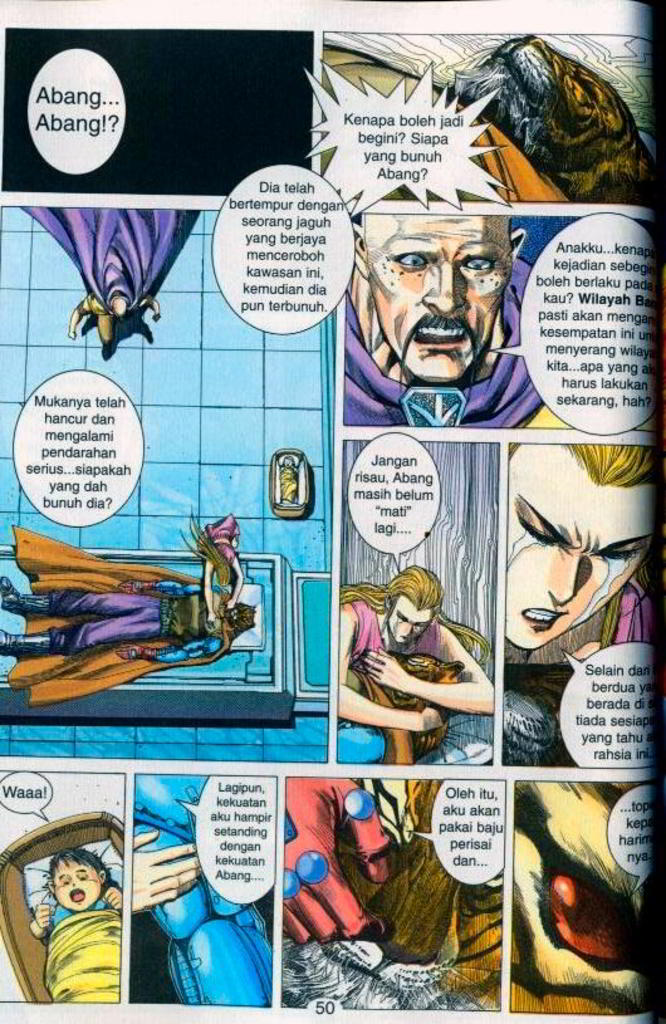 Abang...
Abang!?
Kenapa boleh jadi
begini? Siapa
yang bunuh
Abang?
Dia telah
bertempur dengan
seorang jaguh
yang berjaya
menceroboh
kawasan ini,
kemudian dia
pun terbunuh.
Anakku...kenapa
kejadian
boleh berlaku pada
kau? Wilayah
pasti akan
kesempatan ini
menyerang
kita...apa yang
harus lakukan
sekarang, hah?
Mukanya telah
hancur dan
mengalami
pendarahan
serius...siapakah
yang dah
bunuh dia?
Jangan
risau, Abang
masih belum
"mati"
lagi....
Selain dari
berdua
berada di
tiada
yang tahu
rahsia ini
Waaa!
Lagipun,
kekuatan
aku hampir
setanding
dengan
kekuatan
Abang....
Oleh itu,
aku akan
pakai baju
perisai
dan...
nya.
50